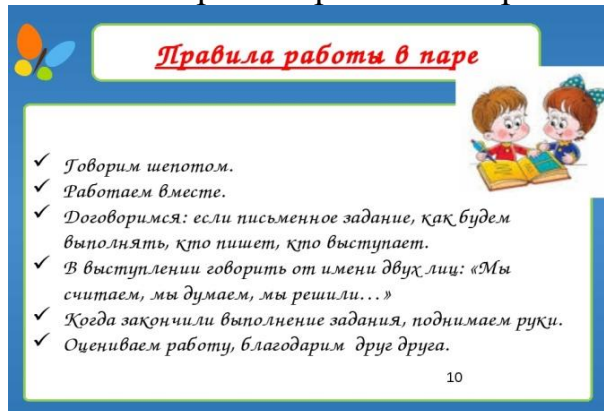 Правила работы в паре
Говорим шепотом.
Работаем вместе.
Договоримся: если письменное задание, как будем
выполнять, кто пишет, кто выступает.
В выступлении говорить от имени двух лиц: «Мы
считаем, мы думаем, мы решили…»
Когда закончили выполнение задания, поднимаем руки.
Оцениваем работу, благодарим друг друга.
10